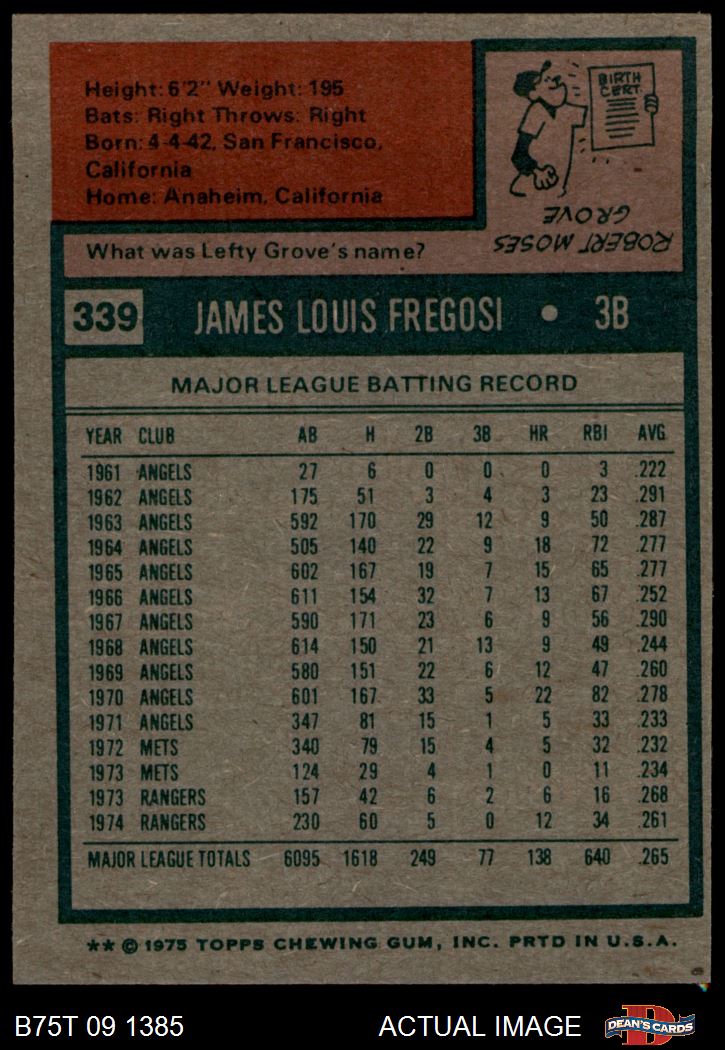 Height: 6'2" Weight: 195
Bats: Right Throws: Right
Born: 4-4-42, San Francisco,
California
Home: Anaheim, California
BIRTH
CERT.
ROBERT MOSES
GROVE
What was Lefty Grove's name?
339 JAMES LOUIS FREGOSI • 3B
MAJOR LEAGUE BATTING RECORD
YEAR CLUB AB H 2B 3B HR RBI AVG.
1961 ANGELS 27 6 0 0 0 3 .222
1962 ANGELS 175 51 3 4 3 23 .291
1963 ANGELS 592 170 29 12 9 50 .287
1964 ANGELS 505 140 22 9 18 72 .277
1965 ANGELS 602 167 19 7 15 65 .277
1966 ANGELS 611 154 32 7 13 67 .252
1967 ANGELS 590 171 23 6 9 56 .290
1968 ANGELS 614 150 21 13 9 49 .244
1969 ANGELS 580 151 22 6 12 47 .260
1970 ANGELS 601 167 33 5 22 82 .278
1971 ANGELS 347 81 15 1 5 33 .233
1972 METS 340 79 15 4 5 32 .232
1973 METS 124 29 4 1 0 11 .234
1973 RANGERS 157 42 6 2 6 16 .268
1974 RANGERS 230 60 5 0 12 34 .261
MAJOR LEAGUE TOTALS 6095 1618 249 77 138 640 .265
** © 1975 TOPPS CHEWING GUM, INC. PRTD IN U.S.A.
B75T 09 1385 ACTUAL IMAGE
D
DEAN'S CARDS